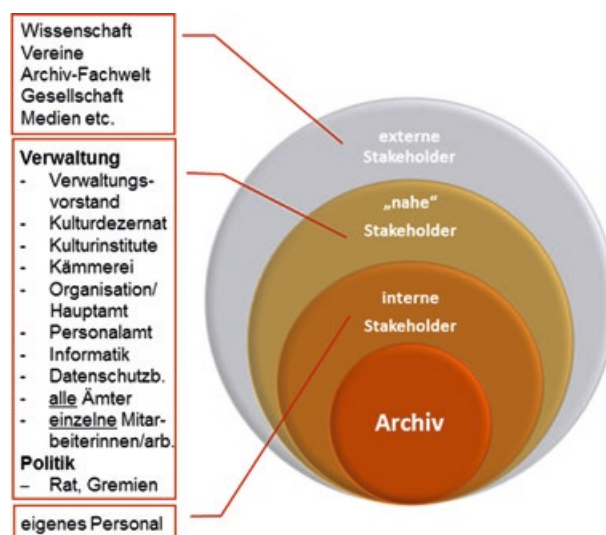 Wissenschaft
Vereine
Archiv-Fachwelt
Gesellschaft
Medien etc.
Verwaltung
- Verwaltungs-
vorstand
- Kulturdezernat
- Kulturinstitute
- Kämmerei
- Organisation/
Hauptamt
- Personalamt
- Informatik
- Datenschutzb.
- alle Ämter
- einzelne Mitar-
beiterinnen/arb.
Politik
– Rat, Gremien
eigenes Personal
externe
Stakeholder
„nahe“
Stakeholder
interne
Stakeholder
Archiv